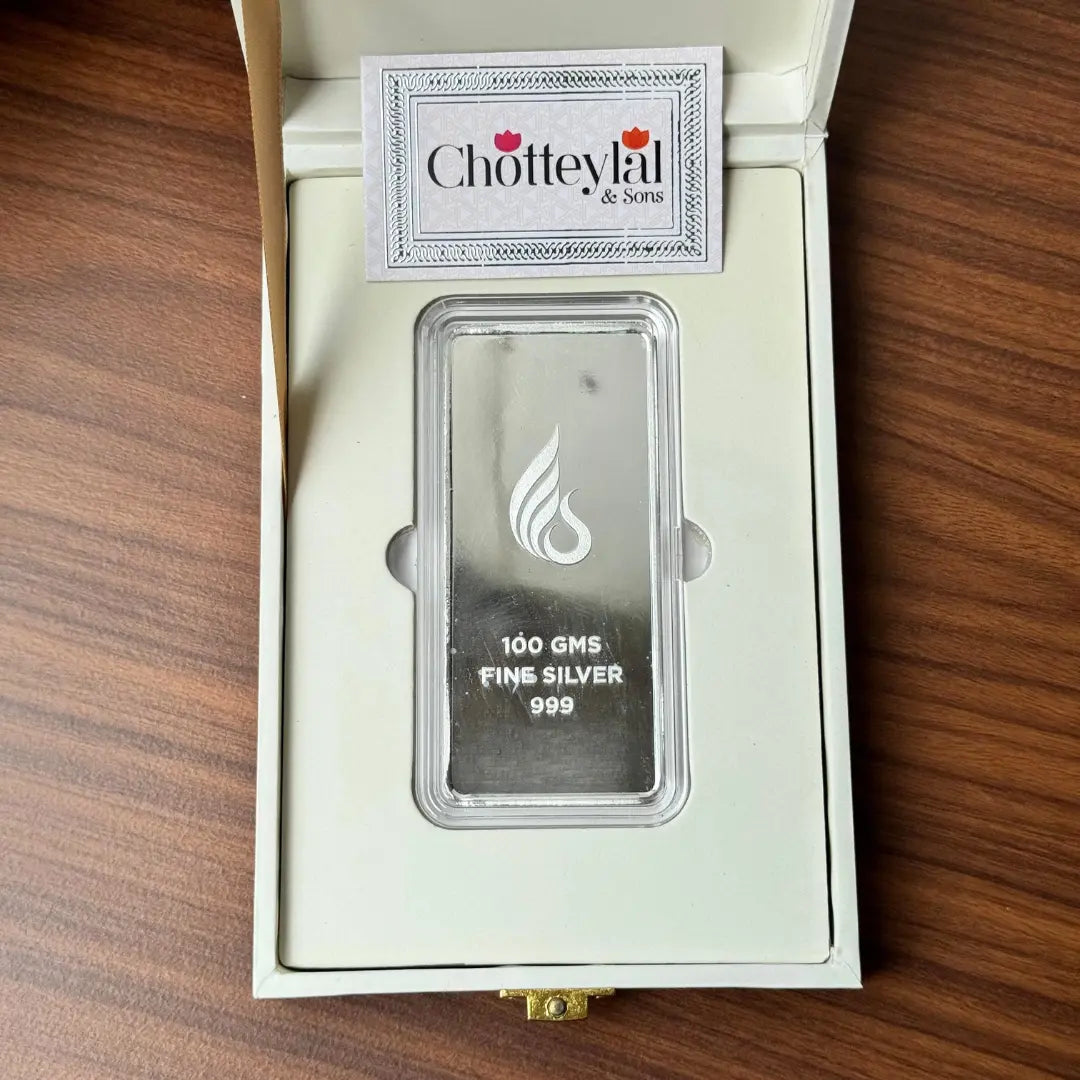 Chotteylal
& Sons
100 GMS
FINE SILVER
999